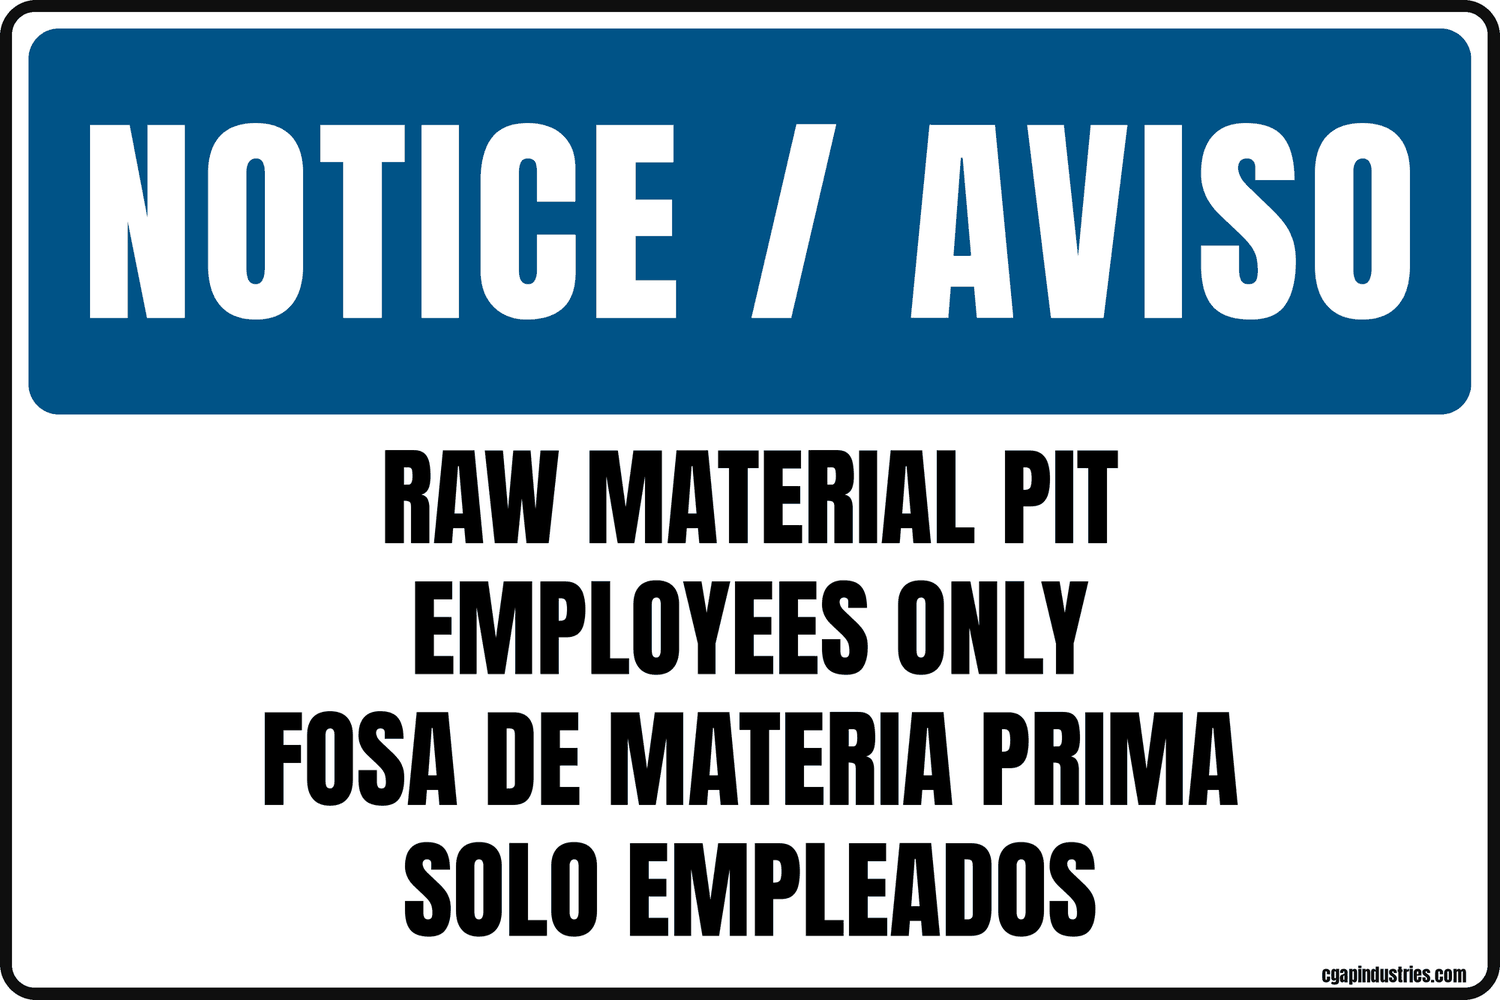 NOTICE / AVISO
RAW MATERIAL PIT
EMPLOYEES ONLY
FOSA DE MATERIA PRIMA
SOLO EMPLEADOS
cgapindustries.com